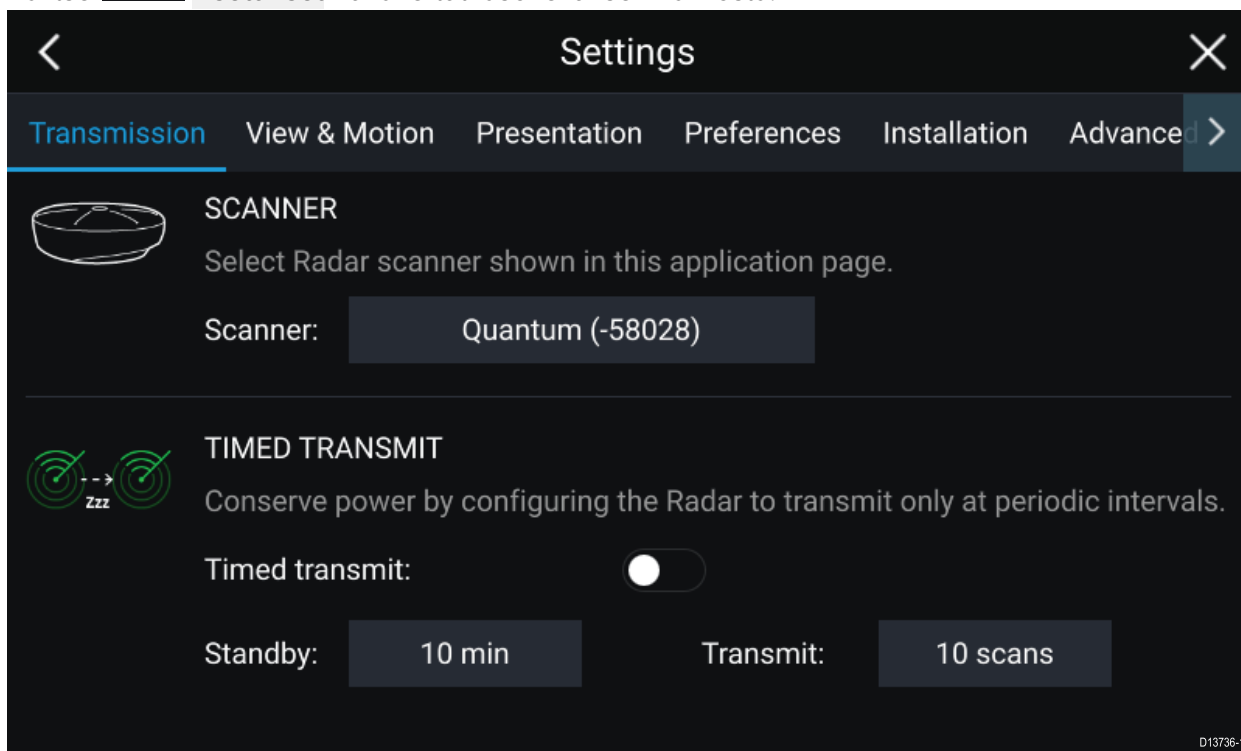 Settings
Transmission View & Motion Presentation Preferences Installation Advanced
SCANNER
Select Radar scanner shown in this application page.
Scanner: Quantum (-58028)
TIMED TRANSMIT
Conserve power by configuring the Radar to transmit only at periodic intervals.
Zzz
Timed transmit:
Standby: 10 min Transmit: 10 scans